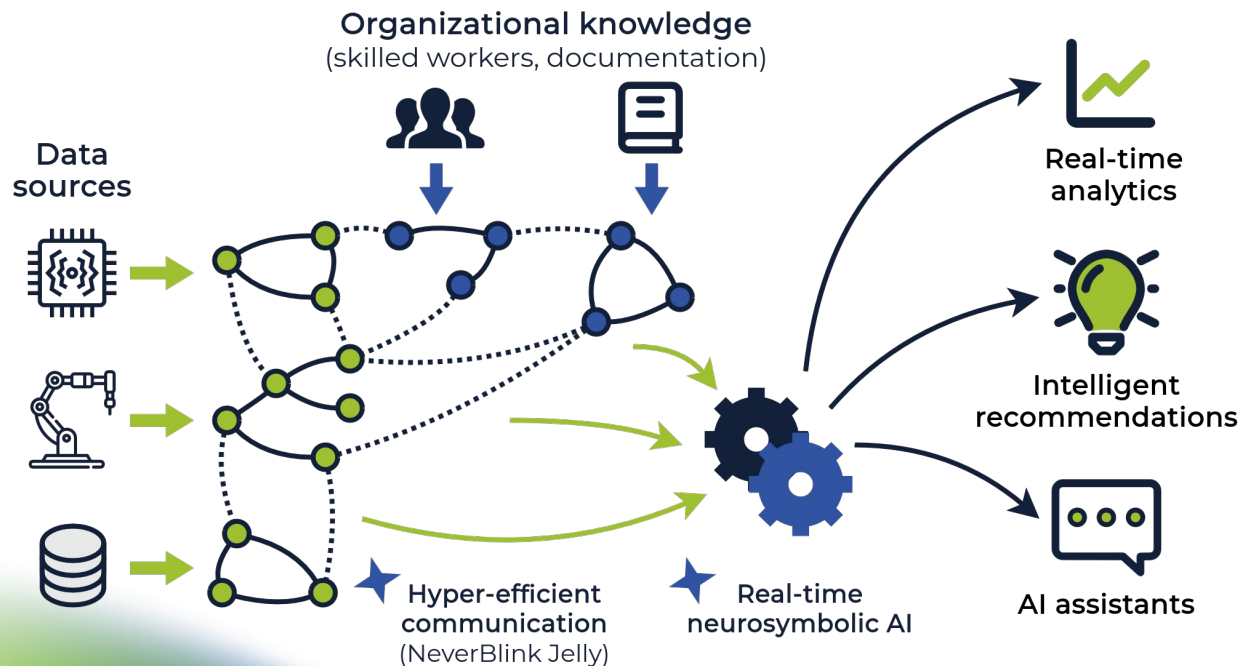 Organizational knowledge
(skilled workers, documentation)
Data
sources
Real-time
analytics
Intelligent
recommendations
AI assistants
Hyper-efficient
communication
(NeverBlink Jelly)
Real-time
neurosymbolic AI